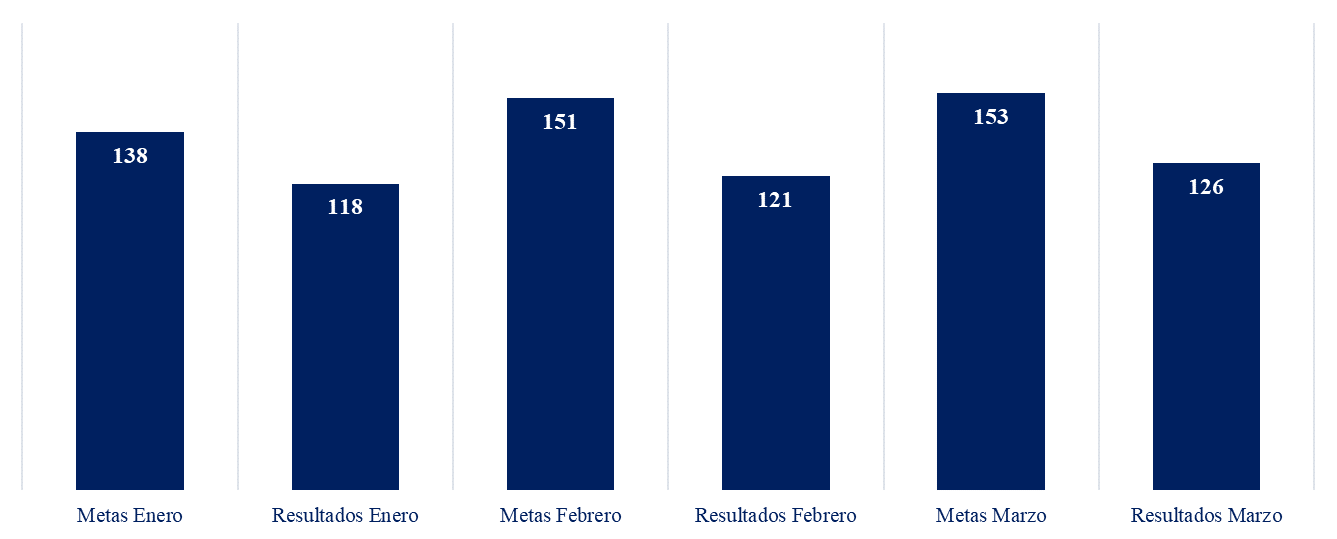 138
118
151
121
153
126
Metas Enero
Resultados Enero
Metas Febrero
Resultados Febrero
Metas Marzo
Resultados Marzo